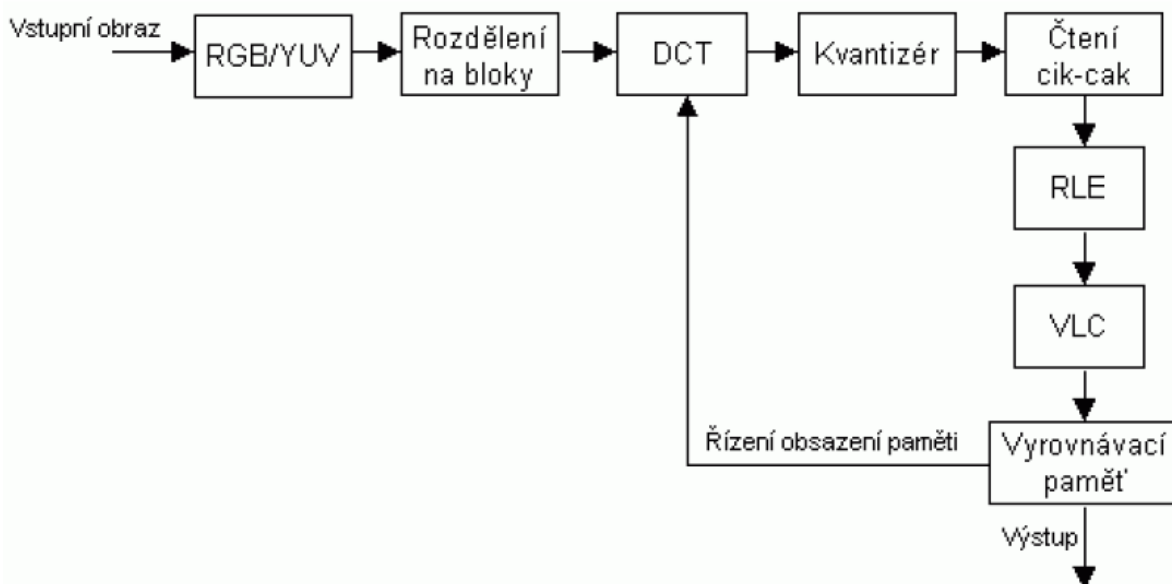 Vstupní obraz
RGB/YUV
Rozdělení
na bloky
DCT
Kvantizér
Čtení
cik-cak
RLE
VLC
Řízení obsazení paměti
Vyrovnávací
paměť
Výstup